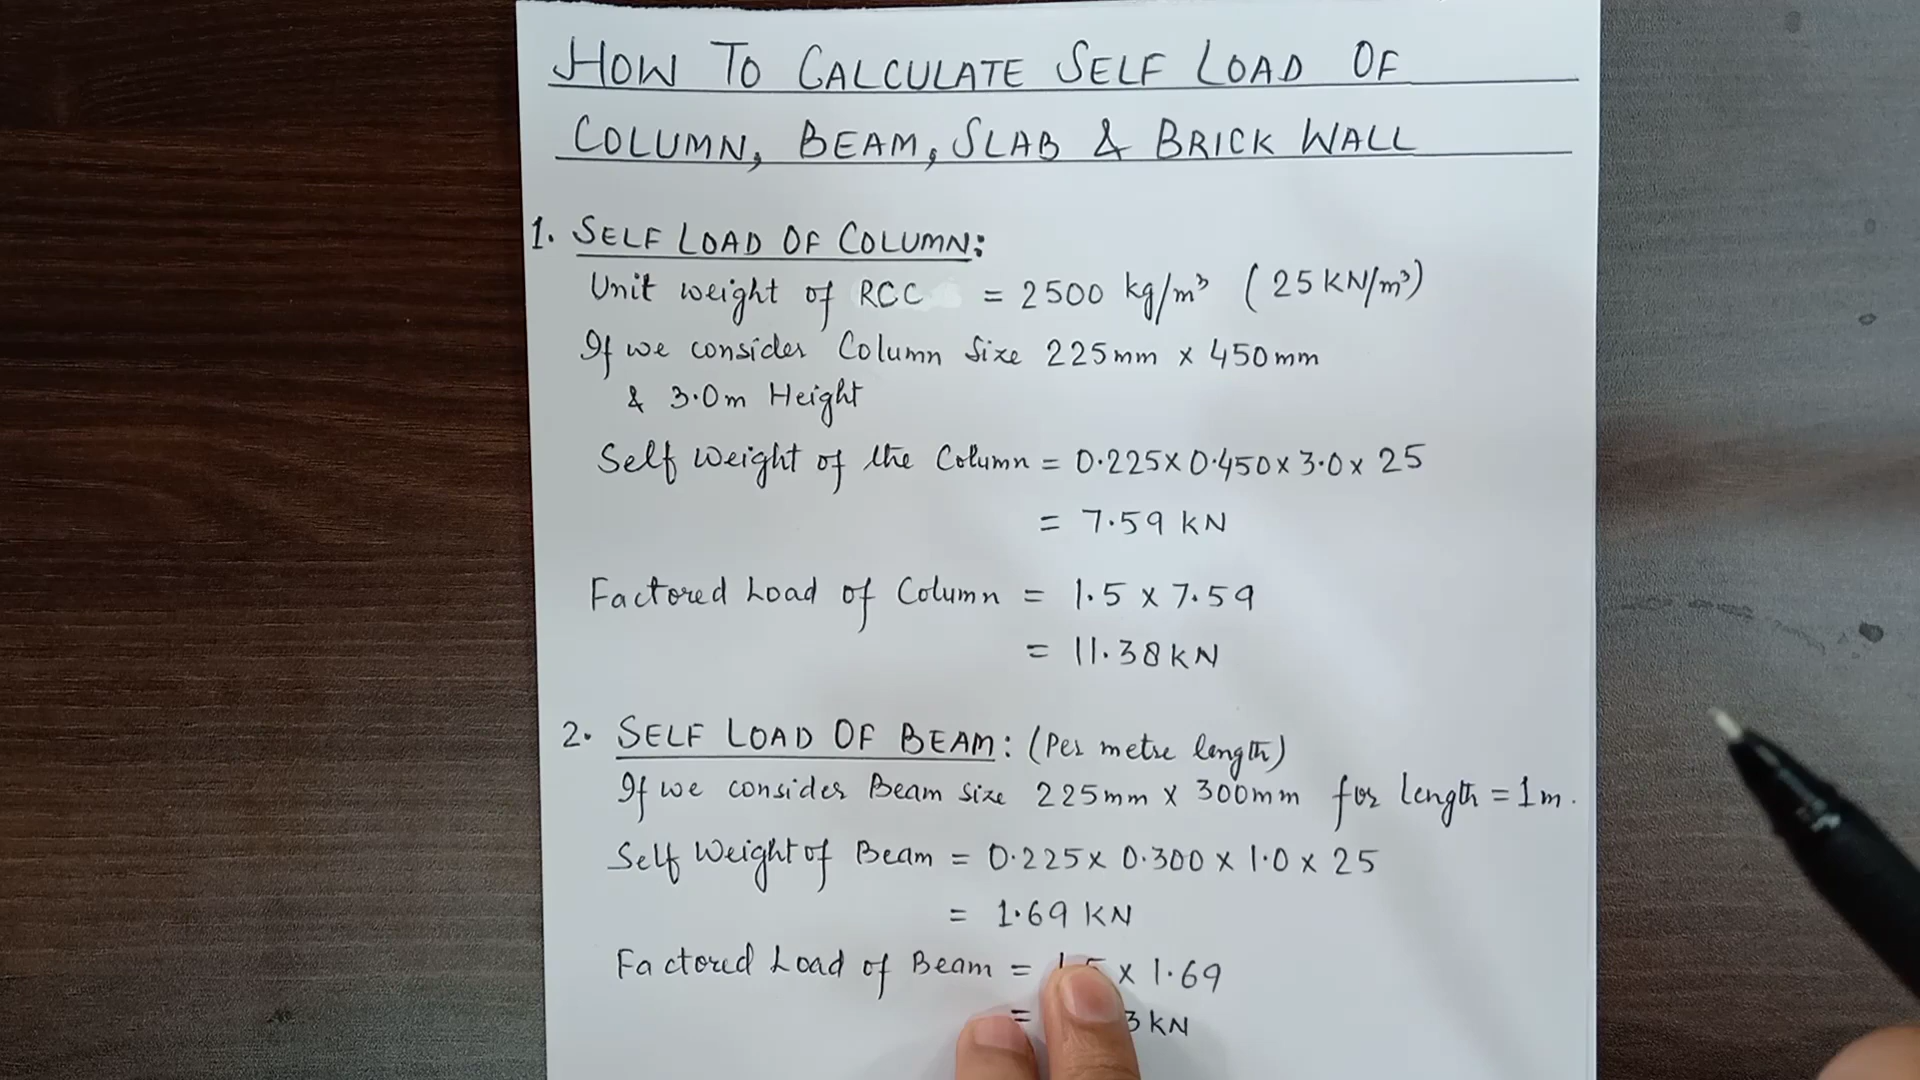 HOW TO CALCULATE SELF LOAD OF
COLUMN, BEAM, SLAB & BRICK WALL
1. SELF LOAD OF COLUMN:
Unit weight of RCC = 2500 kg/m³ (25 KN/m³)
If we consider Column Size 225mm x 450mm
& 3.0m Height
Self Weight of the Column = 0.225 x 0.450 x 3.0 x 25
= 7.59 KN
Factored Load of Column = 1.5 x 7.59
= 11.38 KN
2. SELF LOAD OF BEAM: (Per metre length)
If we consider Beam size 225mm x 300mm for length = 1m.
Self Weight of Beam = 0.225 x 0.300 x 1.0 x 25
= 1.69 KN
Factored Load of Beam = x 1.69
= 3 KN